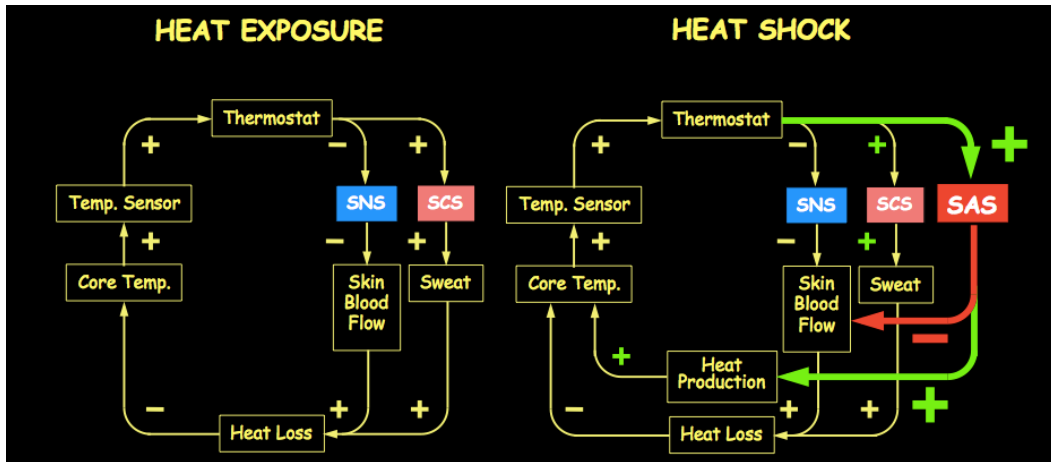 HEAT EXPOSURE
Thermostat
+
−
+
Temp. Sensor
SNS
SCS
+
−
+
Core Temp.
Skin
Blood
Flow
Sweat
−
+
+
Heat Loss
HEAT SHOCK
Thermostat
+
−
+
+
Temp. Sensor
SNS
SCS
SAS
+
−
+
Core Temp.
Skin
Blood
Flow
Sweat
−
+
Heat
Production
+
−
+
+
Heat Loss